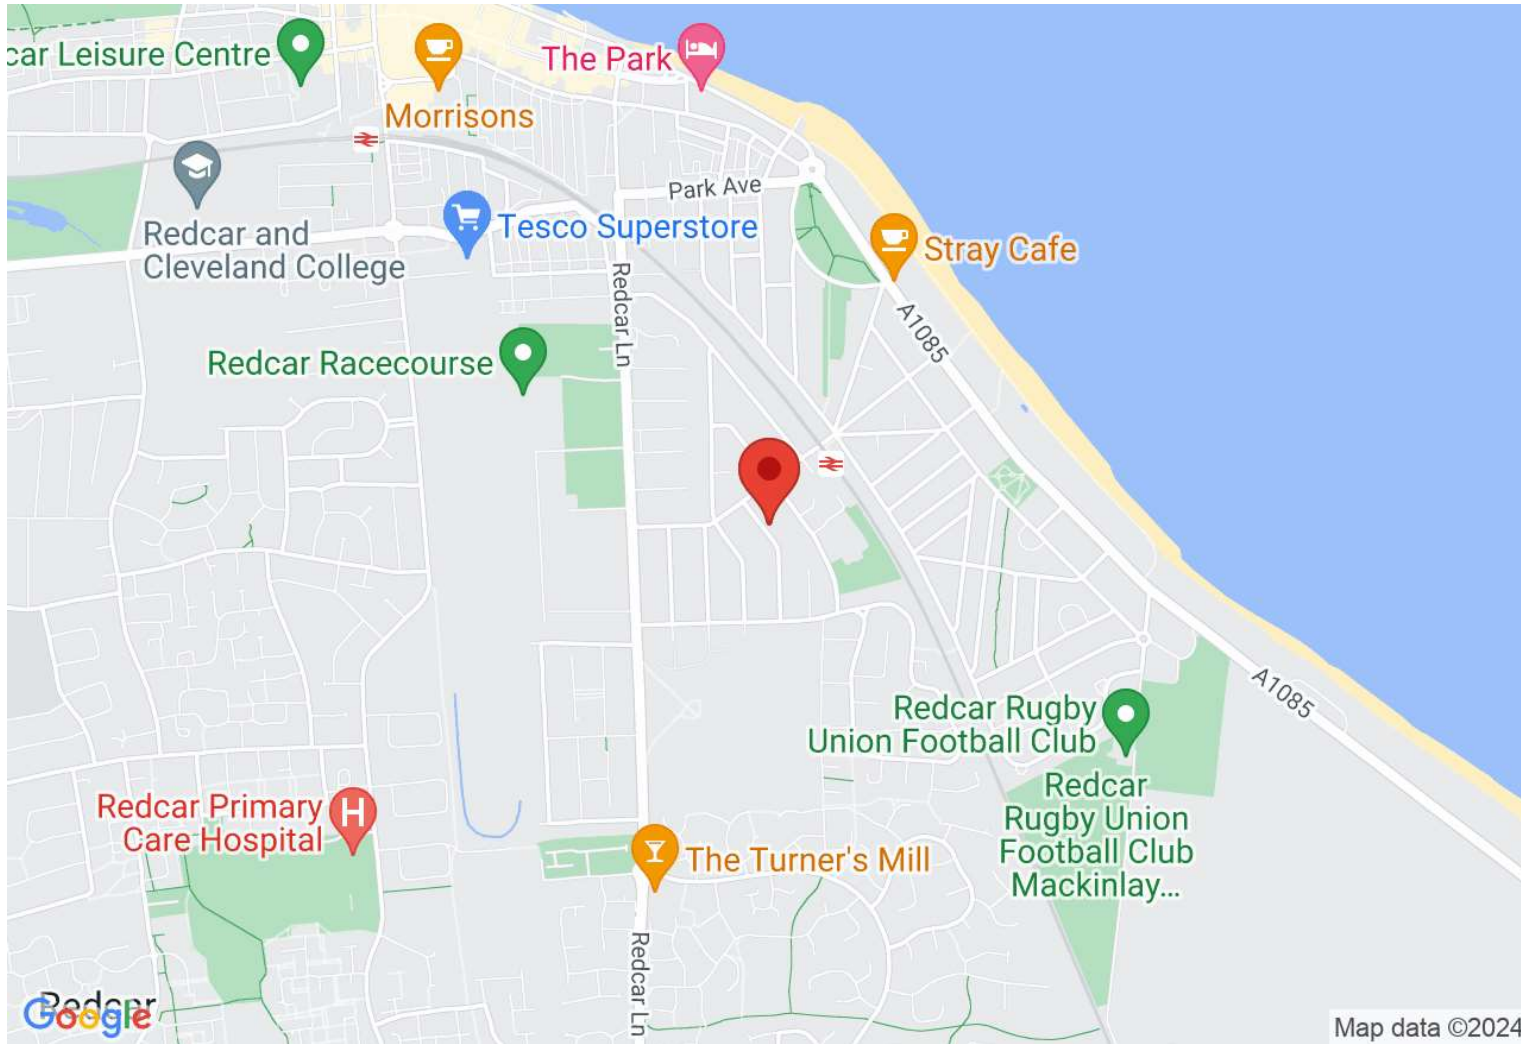 car Leisure Centre
The Park
Morrisons
Park Ave
Redcar and
Cleveland College
Tesco Superstore
Stray Cafe
Redcar Ln
A1085
Redcar Racecourse
Redcar Rugby
Union Football Club
A1085
Redcar
Rugby Union
Football Club
Mackinlay...
Redcar Primary
Care Hospital
H
The Turner's Mill
Redcar Ln
Redcar
Google
Map data ©2024